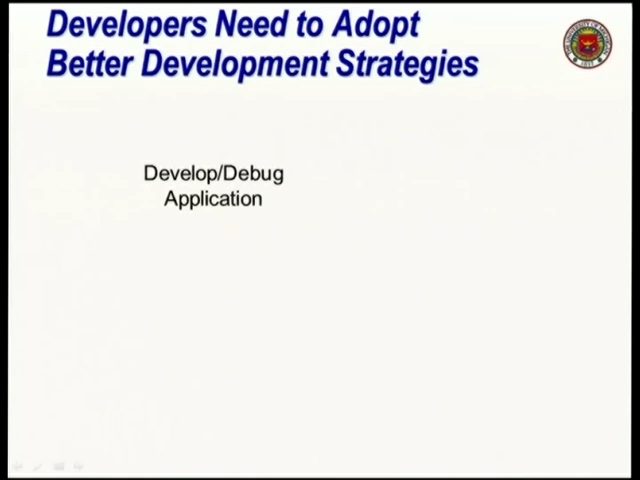 Developers Need to Adopt
Better Development Strategies
Develop/Debug
Application